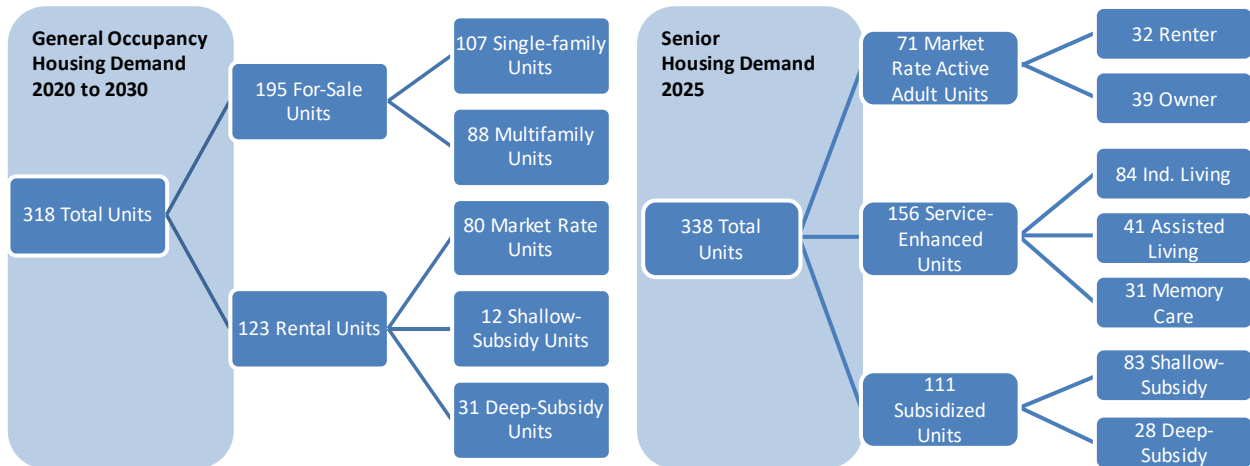 General Occupancy
Housing Demand
2020 to 2030
318 Total Units
195 For-Sale
Units
107 Single-family
Units
88 Multifamily
Units
123 Rental Units
80 Market Rate
Units
12 Shallow-
Subsidy Units
31 Deep-Subsidy
Units
Senior
Housing Demand
2025
338 Total
Units
71 Market
Rate Active
Adult Units
32 Renter
39 Owner
156 Service-
Enhanced
Units
84 Ind. Living
41 Assisted
Living
31 Memory
Care
111
Subsidized
Units
83 Shallow-
Subsidy
28 Deep-
Subsidy